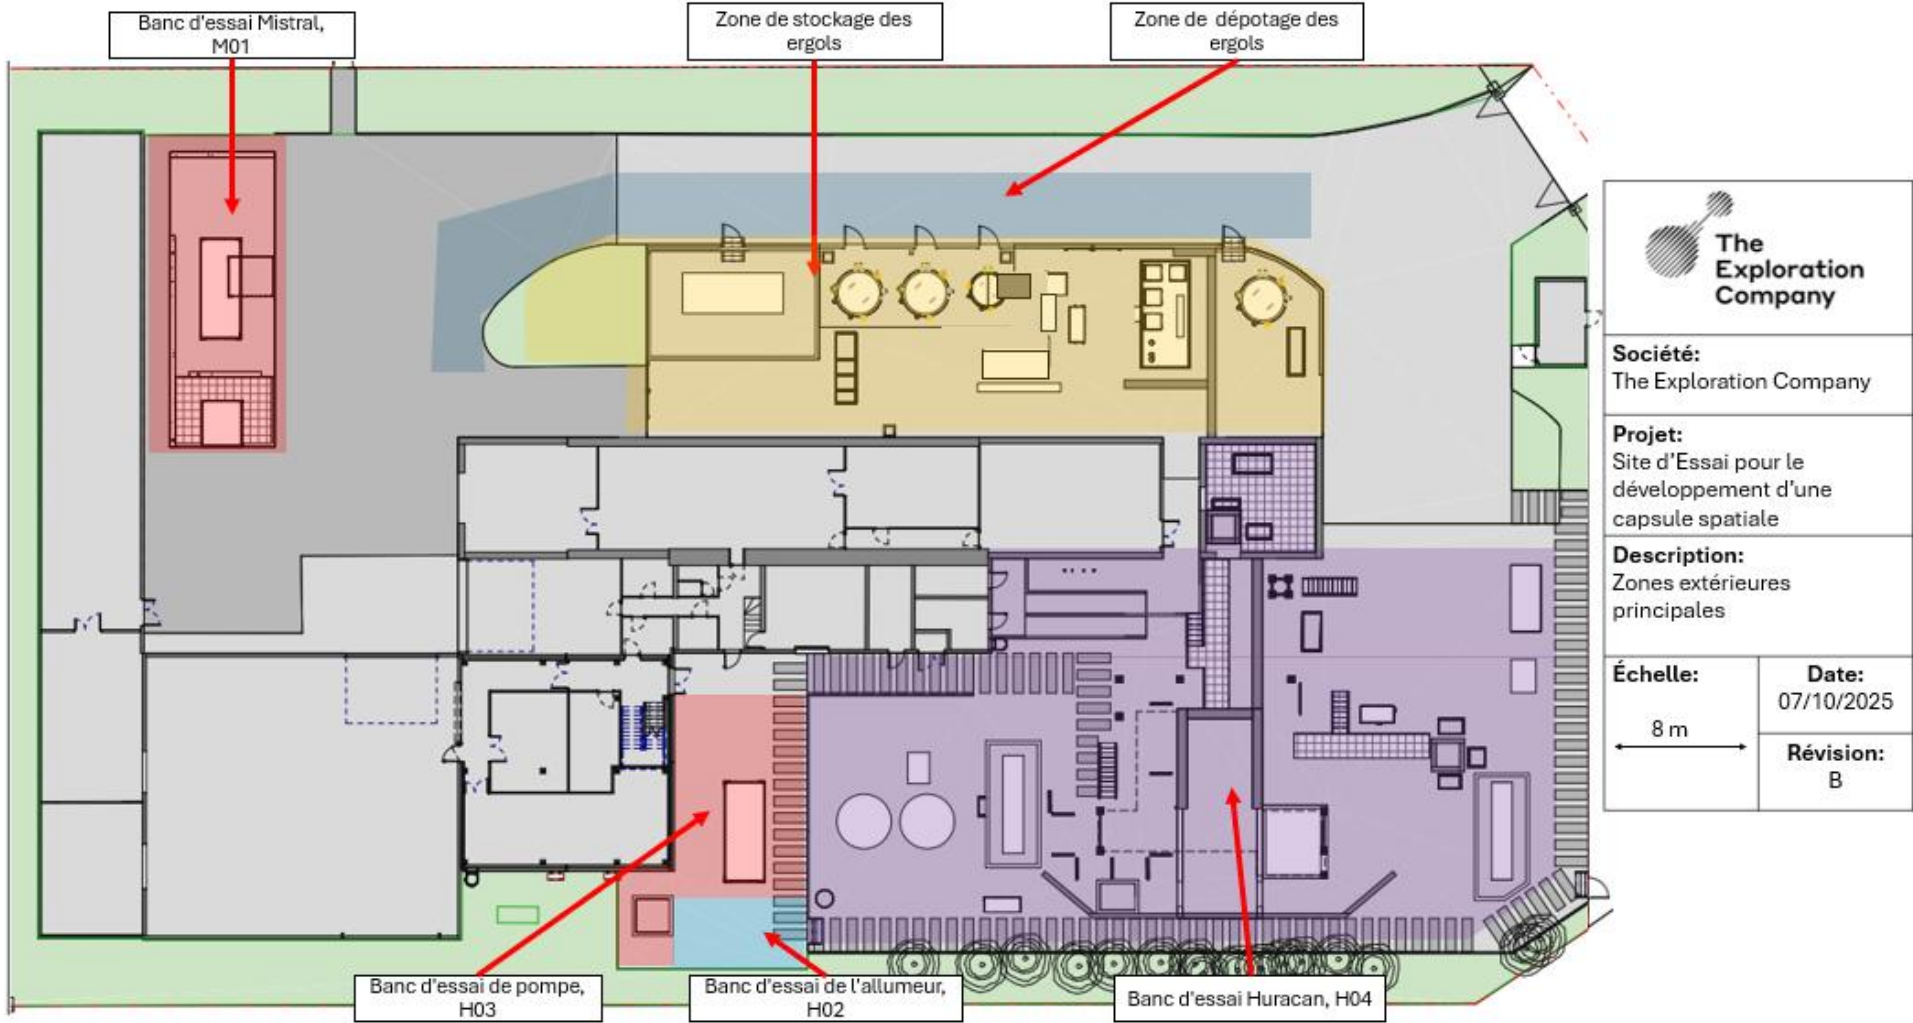 Banc d'essai Mistral,
M01
Zone de stockage des
ergols
Zone de dépotage des
ergols
The
Exploration
Company
Société:
The Exploration Company
Projet:
Site d'Essai pour le
développement d'une
capsule spatiale
Description:
Zones extérieures
principales
Échelle:
8 m
Date:
07/10/2025
Révision:
B
Banc d'essai de pompe,
H03
Banc d'essai de l'allumeur,
H02
Banc d'essai Huracan, H04